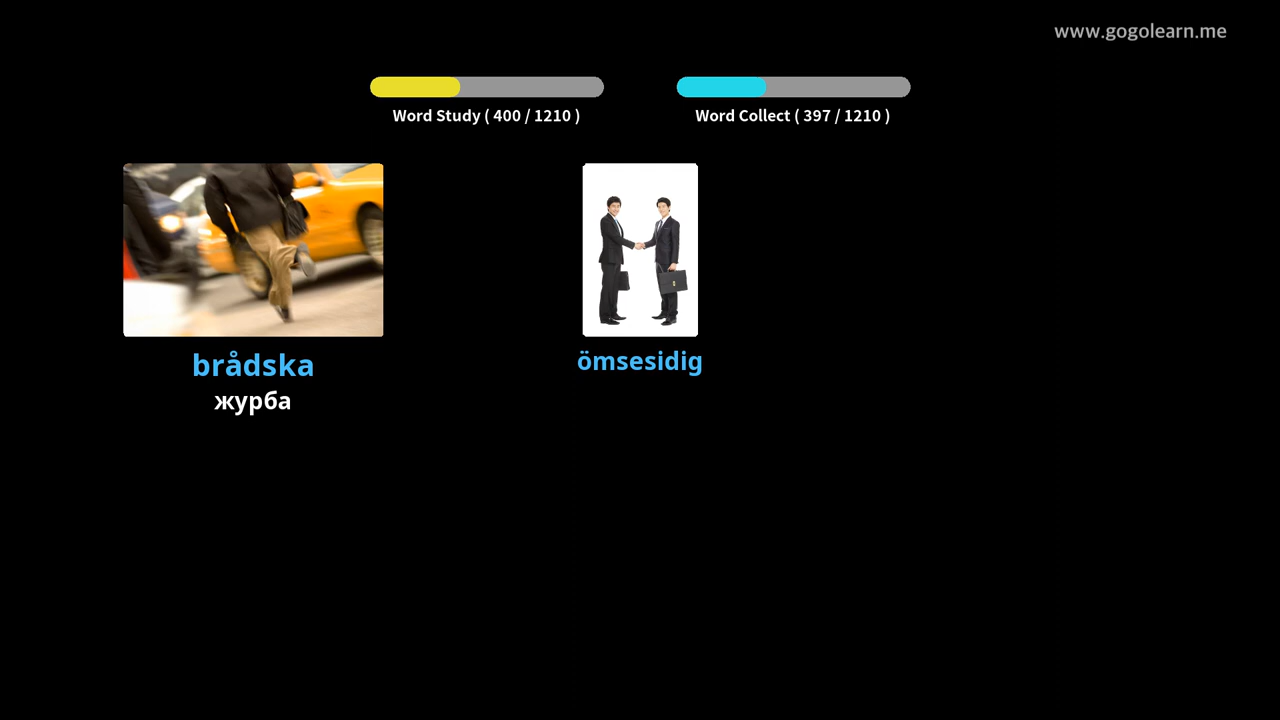 www.gogolearn.me
Word Study ( 400 / 1210 )
Word Collect ( 397 / 1210 )
brådska
журба
ömsesidig